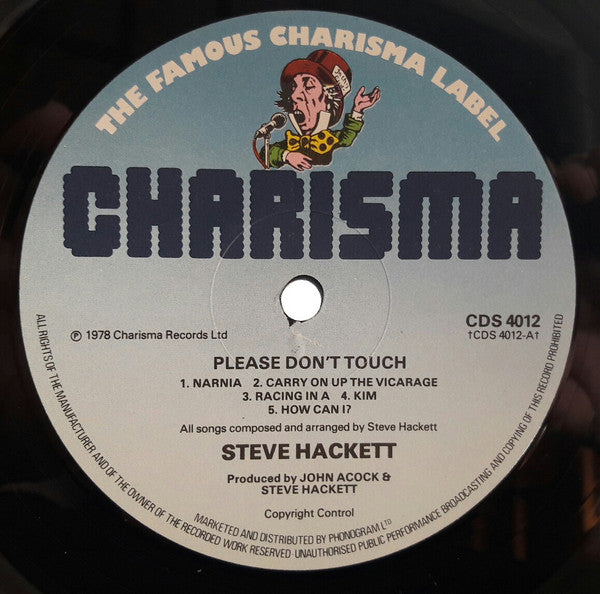 THE FAMOUS CHARISMA LABEL
CHARISMA
℗ 1978 Charisma Records Ltd
CDS 4012
†CDS 4012-A†
PLEASE DON'T TOUCH
1. NARNIA 2. CARRY ON UP THE VICARAGE
3. RACING IN A 4. KIM
5. HOW CAN I?
All songs composed and arranged by Steve Hackett
STEVE HACKETT
Produced by JOHN ACOCK &
STEVE HACKETT
Copyright Control
MARKETED AND DISTRIBUTED BY PHONOGRAM LTD
ALL RIGHTS OF THE MANUFACTURER AND OF THE OWNER OF THE RECORDED WORK RESERVED · UNAUTHORISED PUBLIC PERFORMANCE BROADCASTING AND COPYING OF THIS RECORD PROHIBITED